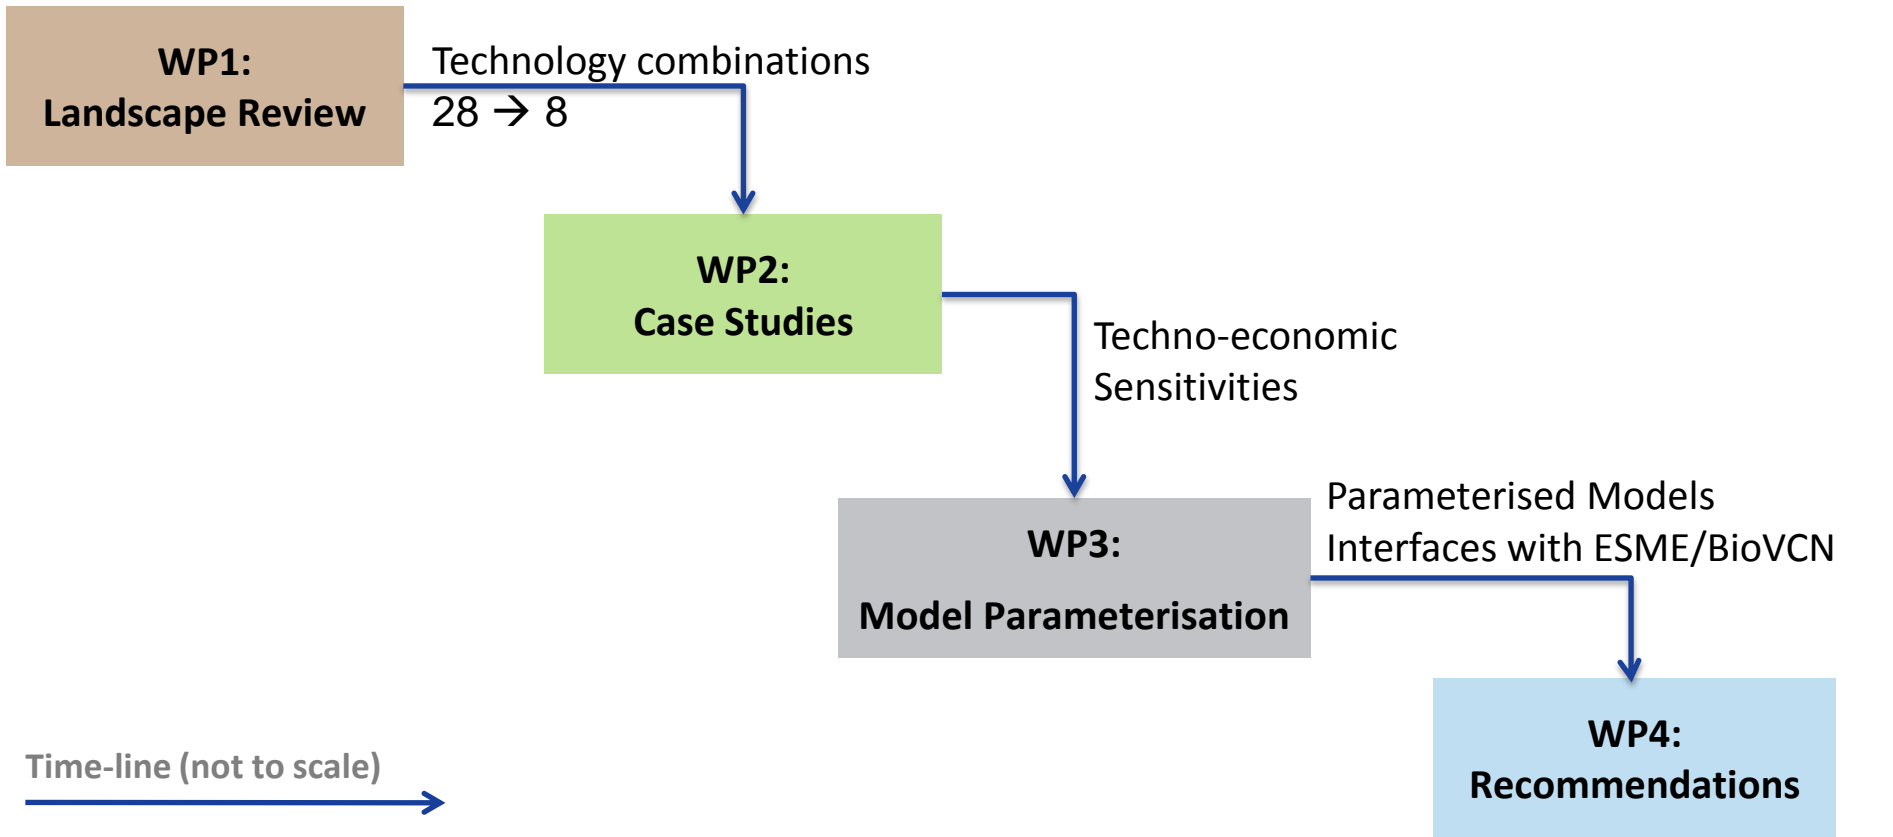 WP1:
Landscape Review
Technology combinations
28 → 8
WP2:
Case Studies
Techno-economic
Sensitivities
WP3:
Model Parameterisation
Parameterised Models
Interfaces with ESME/BioVCN
WP4:
Recommendations
Time-line (not to scale)